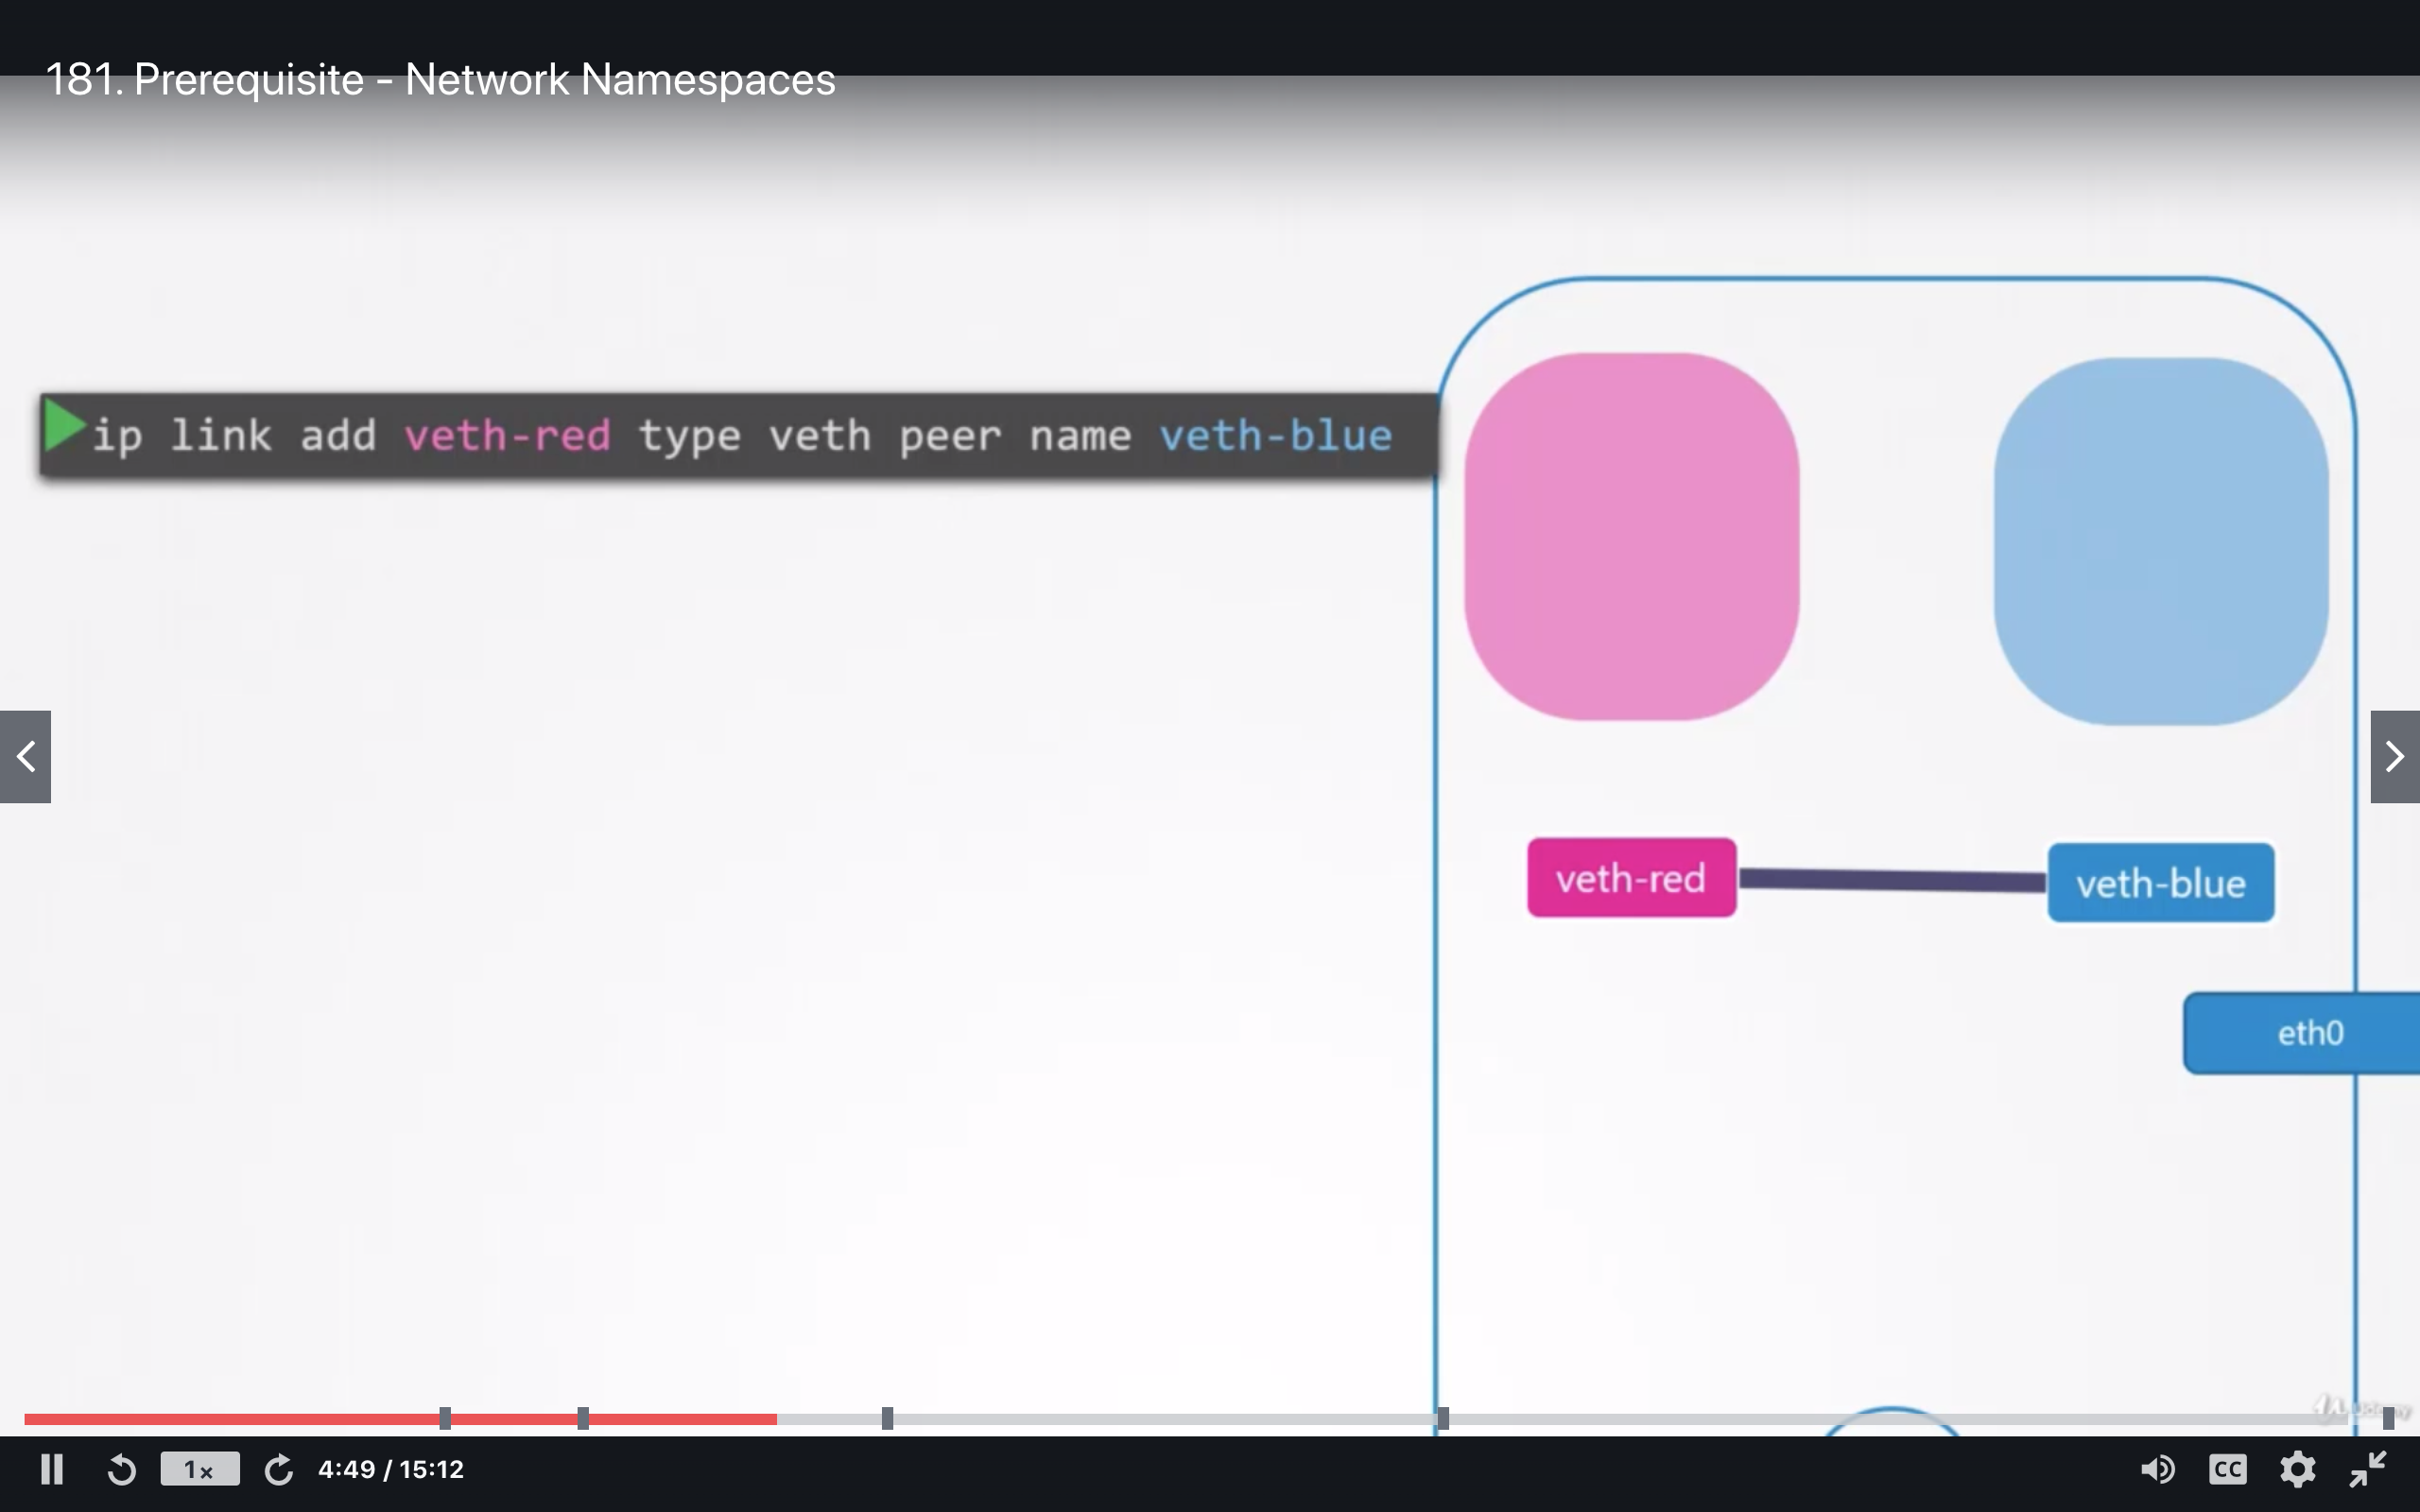 181. Prerequisite - Network Namespaces
ip link add veth-red type veth peer name veth-blue
veth-red
veth-blue
eth0
1x
4:49 / 15:12
CC